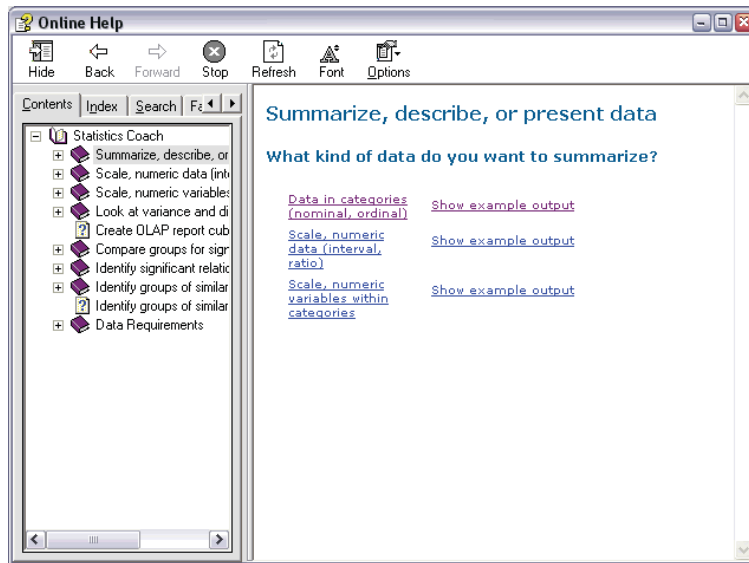 Online Help
Hide Back Forward Stop Refresh Font Options
Contents Index Search Fa
Statistics Coach
Summarize, describe, or
Scale, numeric data (int
Scale, numeric variables
Look at variance and di
Create OLAP report cub
Compare groups for sign
Identify significant relatic
Identify groups of similar
Identify groups of similar
Data Requirements
Summarize, describe, or present data
What kind of data do you want to summarize?
Data in categories
(nominal, ordinal)
Show example output
Scale, numeric
data (interval,
ratio)
Show example output
Scale, numeric
variables within
categories
Show example output